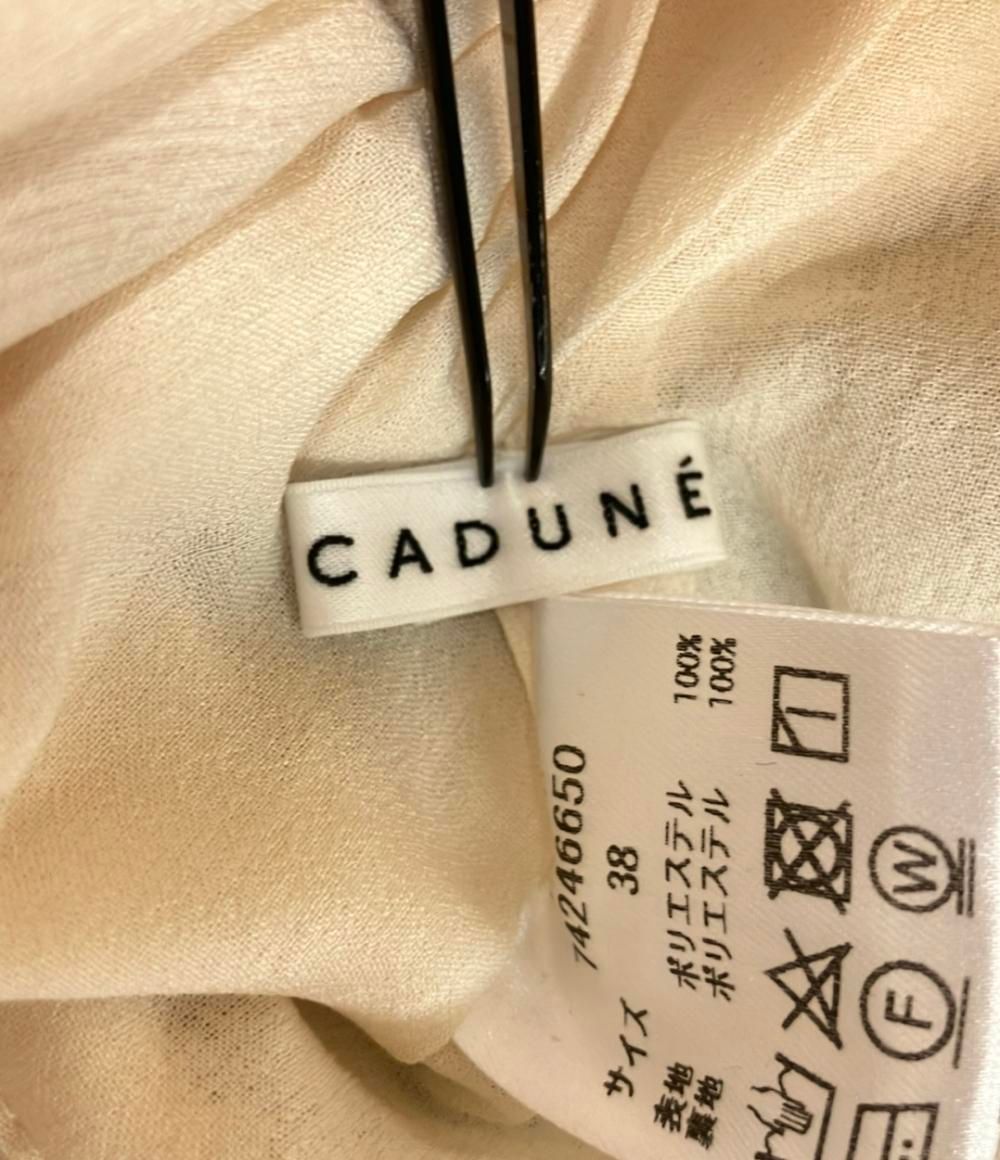 CADUNÉ
74246650
サイズ 38
表地 ポリエステル 100%
裏地 ポリエステル 100%
W
F